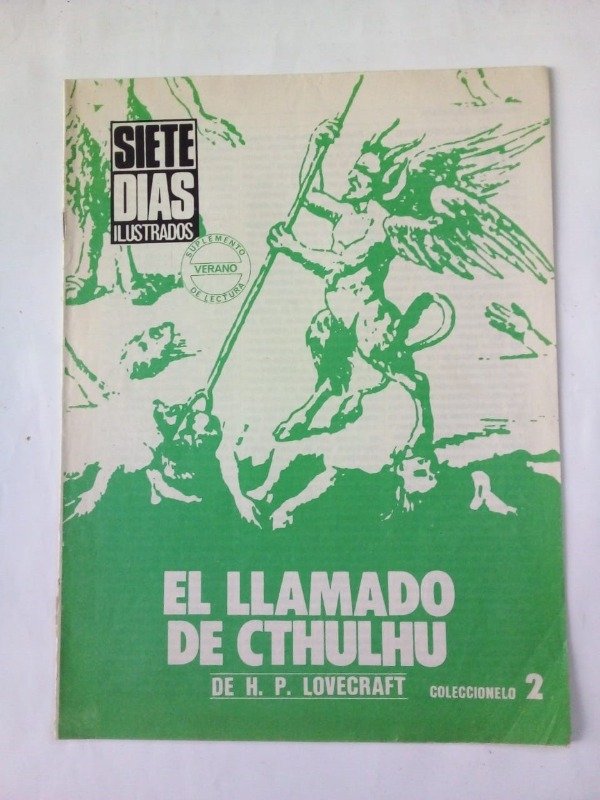 SIETE
DIAS
ILUSTRADOS
SUPLEMENTO
VERANO
DE LECTURA
EL LLAMADO
DE CTHULHU
DE H. P. LOVECRAFT
COLECCIONELO 2